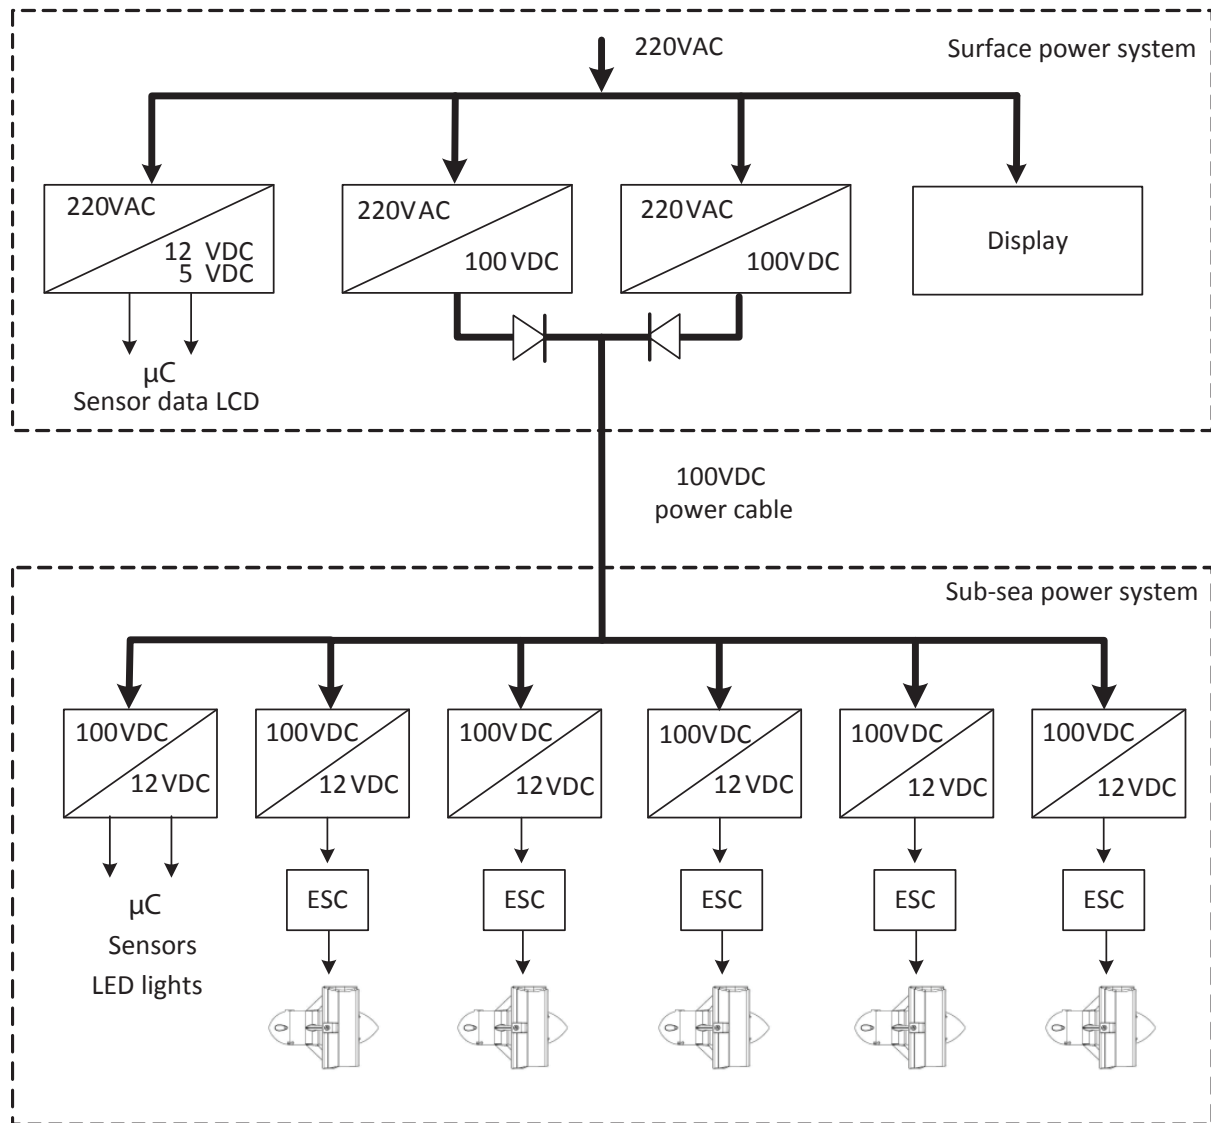 220VAC
Surface power system
220VAC
12 VDC
5 VDC
220VAC
100VDC
220VAC
100VDC
Display
µC
Sensor data LCD
100VDC
power cable
Sub-sea power system
100VDC
12VDC
100VDC
12VDC
100VDC
12VDC
100VDC
12VDC
100VDC
12VDC
100VDC
12VDC
µC
Sensors
LED lights
ESC
ESC
ESC
ESC
ESC